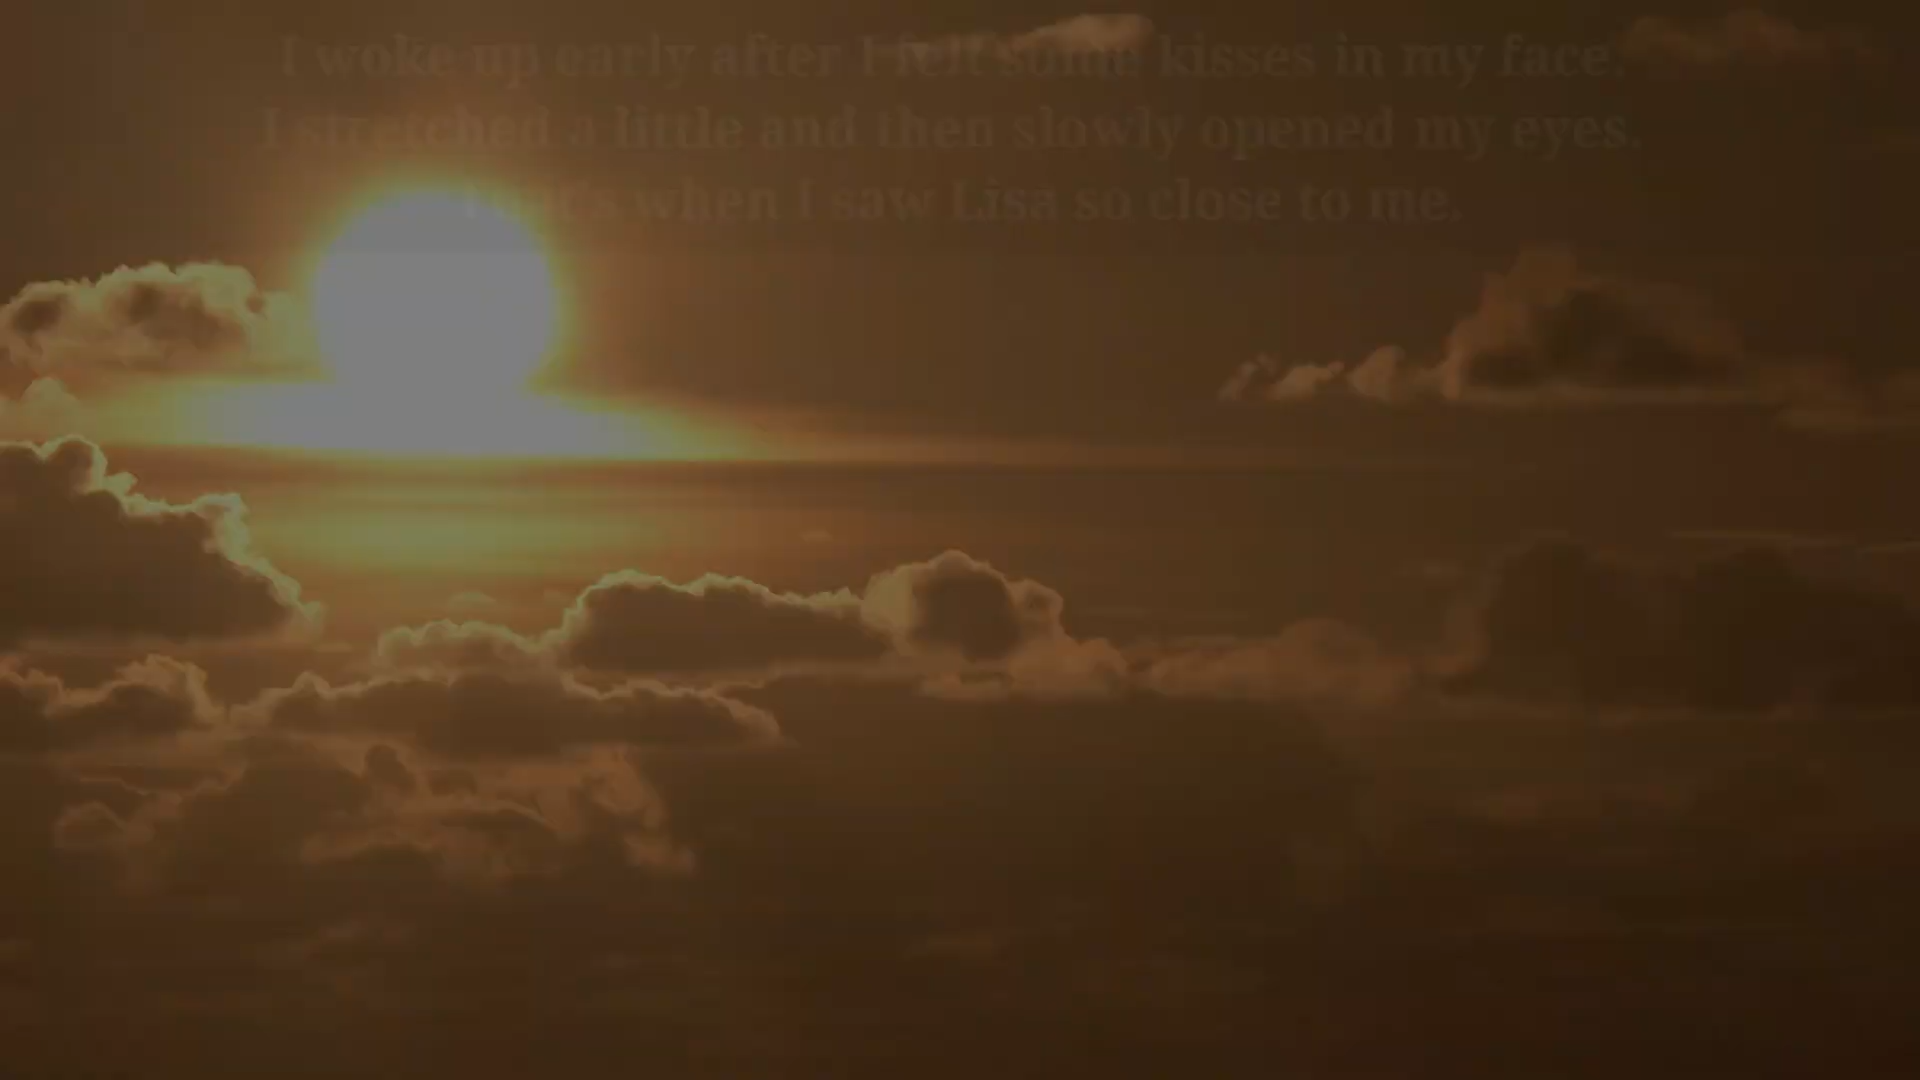 I woke up early after I felt some kisses in my face.
I stretched a little and then slowly opened my eyes.
That's when I saw Lisa so close to me.